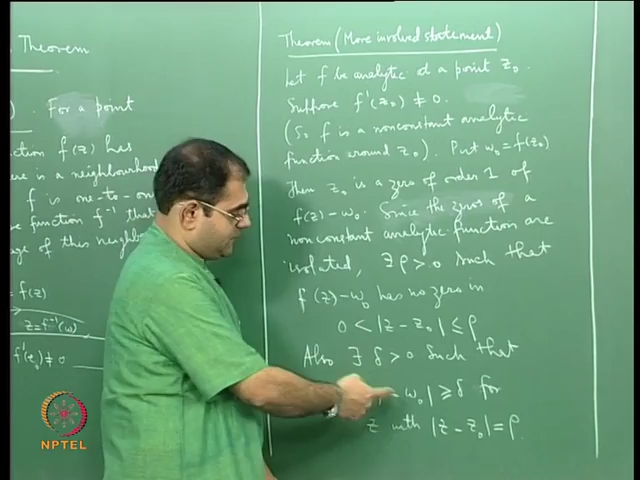 Theorem
For a point
function f(z) has
there is a neighbourhood
f is one-to-one
function f⁻¹ that
of this neighb
= f(z)
z = f⁻¹(w)
f'(z₀) ≠ 0
Theorem (More involved statement)
Let f be analytic at a point z₀.
Suppose f'(z₀) ≠ 0.
(So f is a nonconstant analytic
function around z₀). Put w₀ = f(z₀)
Then z₀ is a zero of order 1 of
f(z) - w₀. Since the zeros of a
nonconstant analytic function are
isolated, ∃ ρ > 0 such that
f(z) - w₀ has no zero in
0 < |z - z₀| ≤ ρ
Also ∃ δ > 0 such that
- w₀| ≥ δ for
z with |z - z₀| = ρ.
NPTEL